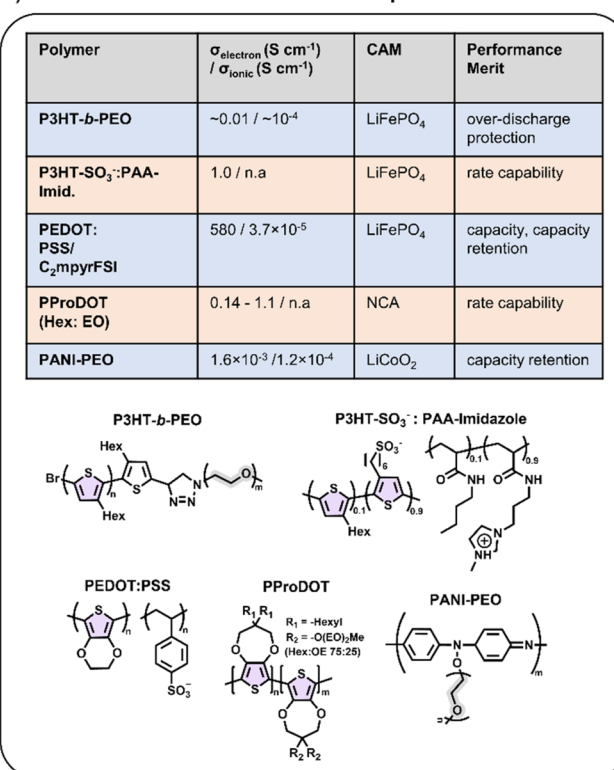 Polymer σelectron (S cm⁻¹) / σionic (S cm⁻¹) CAM Performance Merit
P3HT-b-PEO ~0.01 / ~10⁻⁴ LiFePO₄ over-discharge protection
P3HT-SO₃⁻:PAA-Imid. 1.0 / n.a LiFePO₄ rate capability
PEDOT: PSS/ C₂mpyrFSI 580 / 3.7×10⁻⁵ LiFePO₄ capacity, capacity retention
PProDOT (Hex: EO) 0.14 - 1.1 / n.a NCA rate capability
PANI-PEO 1.6×10⁻³ /1.2×10⁻⁴ LiCoO₂ capacity retention
P3HT-b-PEO
Hex
Br S n S N N=N O m
Hex
P3HT-SO₃⁻ : PAA-Imidazole
SO₃⁻
6
S 0.1 S 0.9
Hex
0.1 0.9
O NH O NH
N
+
NH
PEDOT:PSS
S n n
O O
SO₃⁻
PProDOT
R₁ R₁
R₁ = -Hexyl
R₂ = -O(EO)₂Me
(Hex:OE 75:25)
O O
S n S m
O O
R₂ R₂
PANI-PEO
N N m
O
O
n